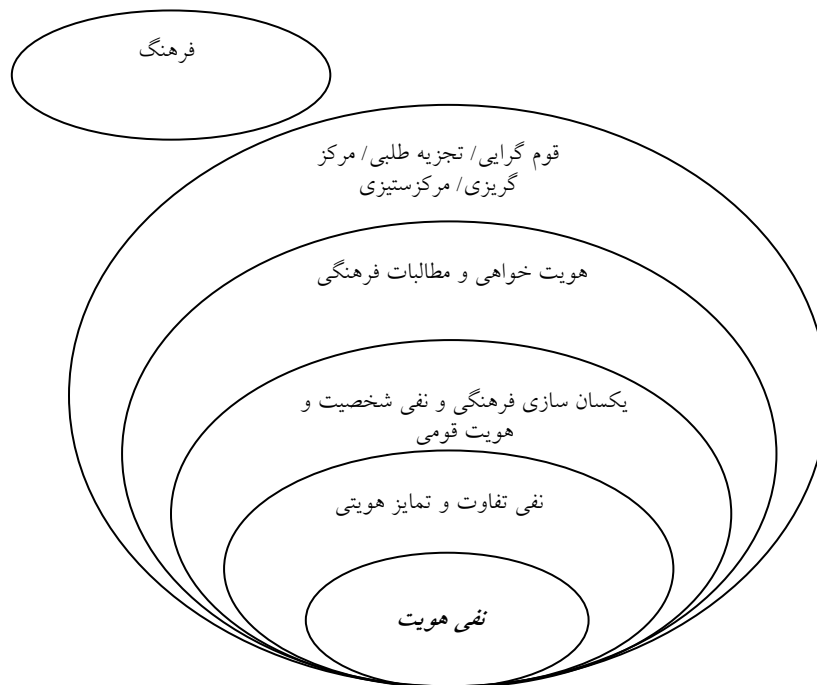 فرهنگ
قوم گرایی/ تجزیه طلبی/ مرکز
گریزی/ مرکزستیزی
هویت خواهی و مطالبات فرهنگی
یکسان سازی فرهنگی و نفی شخصیت و
هویت قومی
نفی تفاوت و تمایز هویتی
نفی هویت